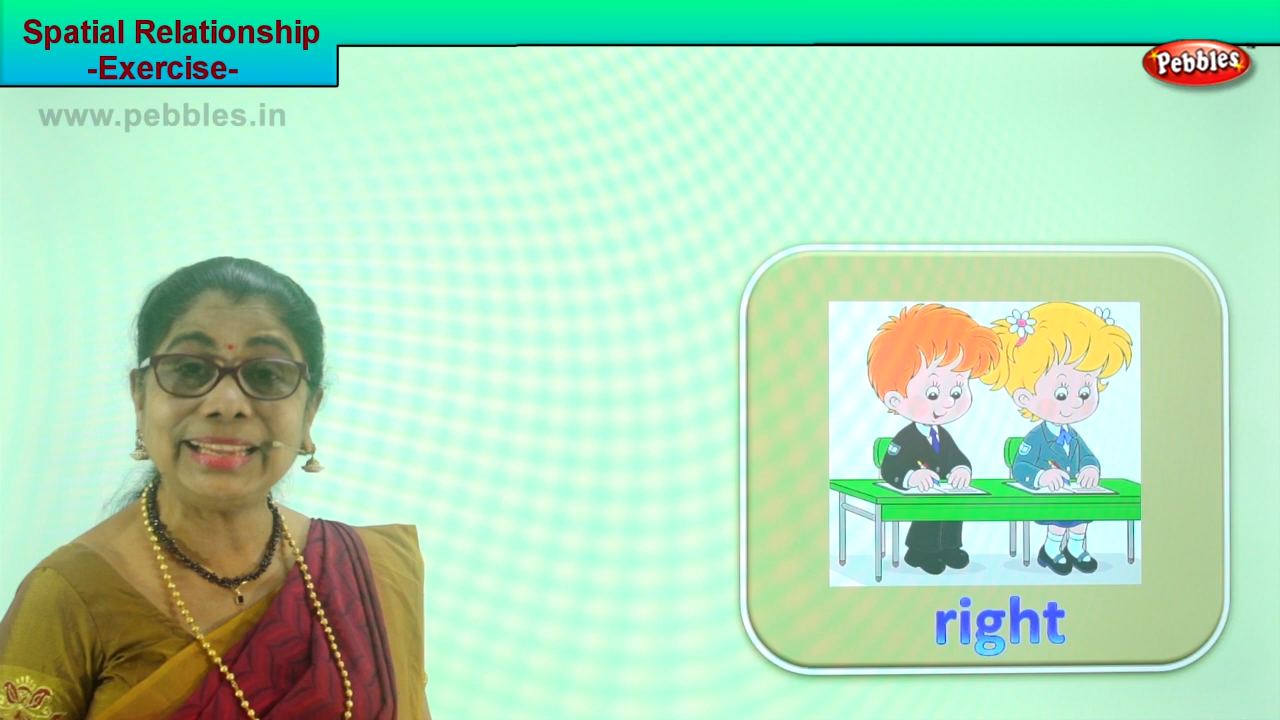 Spatial Relationship
-Exercise-
www.pebbles.in
Pebbles
right